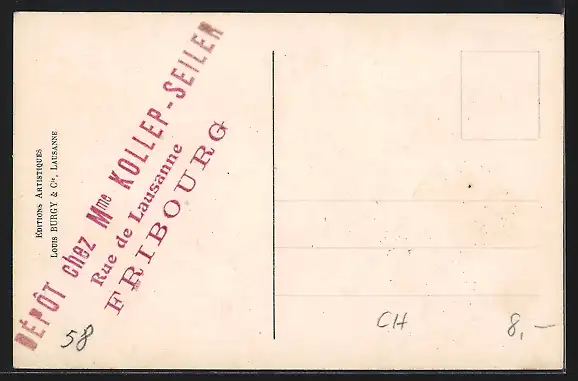 EDITIONS ARTISTIQUES
LOUIS BURGY & Cie, LAUSANNE
DÉPÔT chez Mme KOLLEP-SEILER
Rue de Lausanne
FRIBOURG
58
CH
8,—